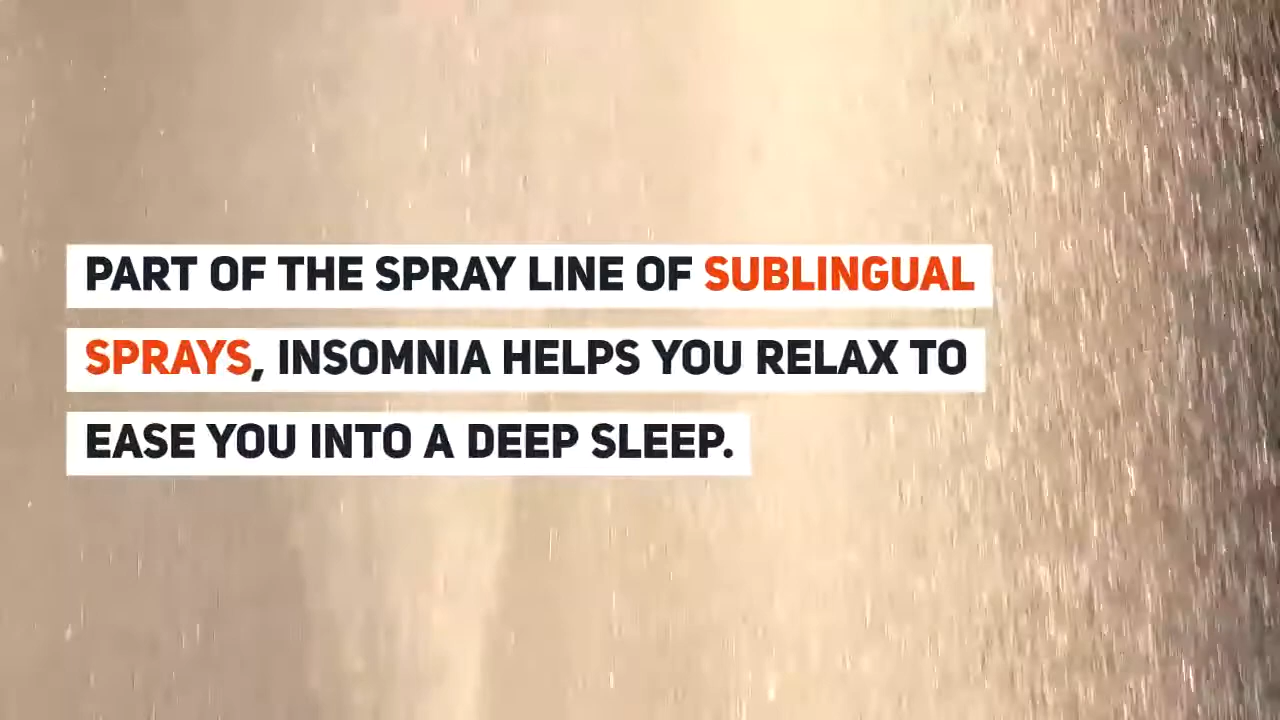 PART OF THE SPRAY LINE OF SUBLINGUAL
SPRAYS, INSOMNIA HELPS YOU RELAX TO
EASE YOU INTO A DEEP SLEEP.